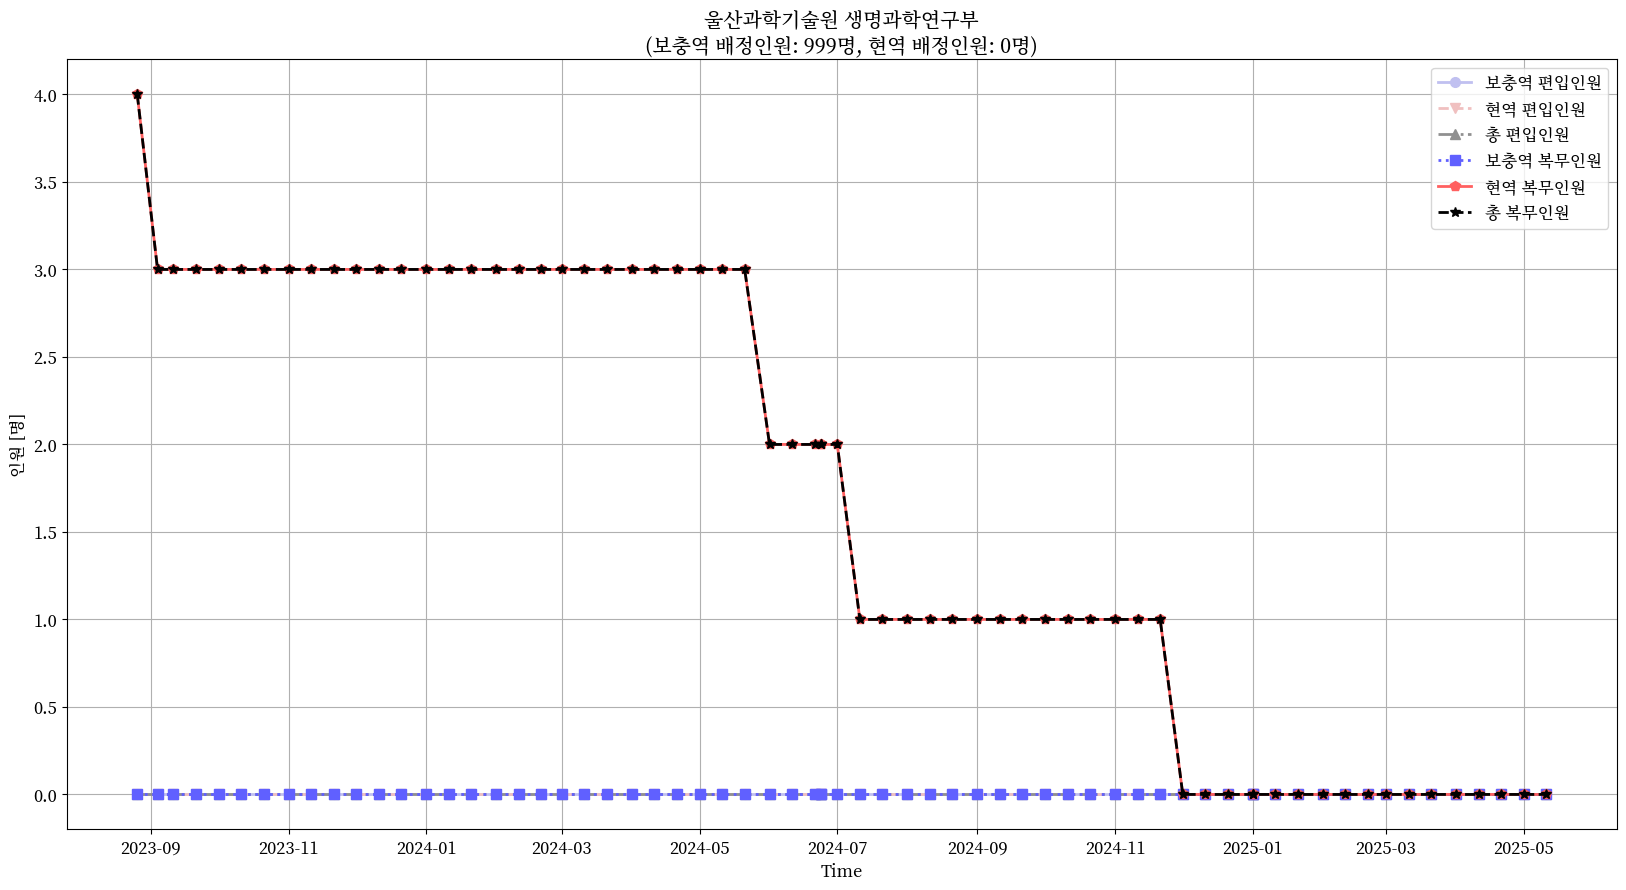 울산과학기술원 생명과학연구부
(보충역 배정인원: 999명, 현역 배정인원: 0명)
보충역 편입인원
현역 편입인원
총 편입인원
보충역 복무인원
현역 복무인원
총 복무인원
인원 [명]
4.0
3.5
3.0
2.5
2.0
1.5
1.0
0.5
0.0
2023-09 2023-11 2024-01 2024-03 2024-05 2024-07 2024-09 2024-11 2025-01 2025-03 2025-05
Time